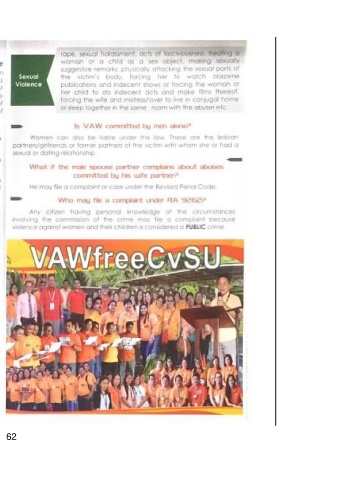 rape, sexual harassment, acts of lasciviousness, treating a
woman or a child as a sex object, making sexually
suggestive remarks, physically attacking the sexual parts of
the victim's body, forcing her to watch obscene
publications and indecent shows or forcing the woman or
her child to do indecent acts and make films thereof,
forcing the wife and mistress/lover to live in conjugal home
or sleep together in the same room with the abuser etc.
Sexual
Violence
Is VAW committed by men alone?
Women can also be liable under the law. These are the lesbian
partners/girlfriends or former partners of the victim with whom she or had a
sexual or dating relationship.
What if the male spouse partner complains about abuses
committed by his wife partner?
He may file a complaint or case under the Revised Penal Code.
Who may file a complaint under RA 9262?
Any citizen having personal knowledge of the circumstances
involving the commission of the crime may file a complaint because
violence against women and their children is considered a PUBLIC crime.
VAWfreeCvSU
62